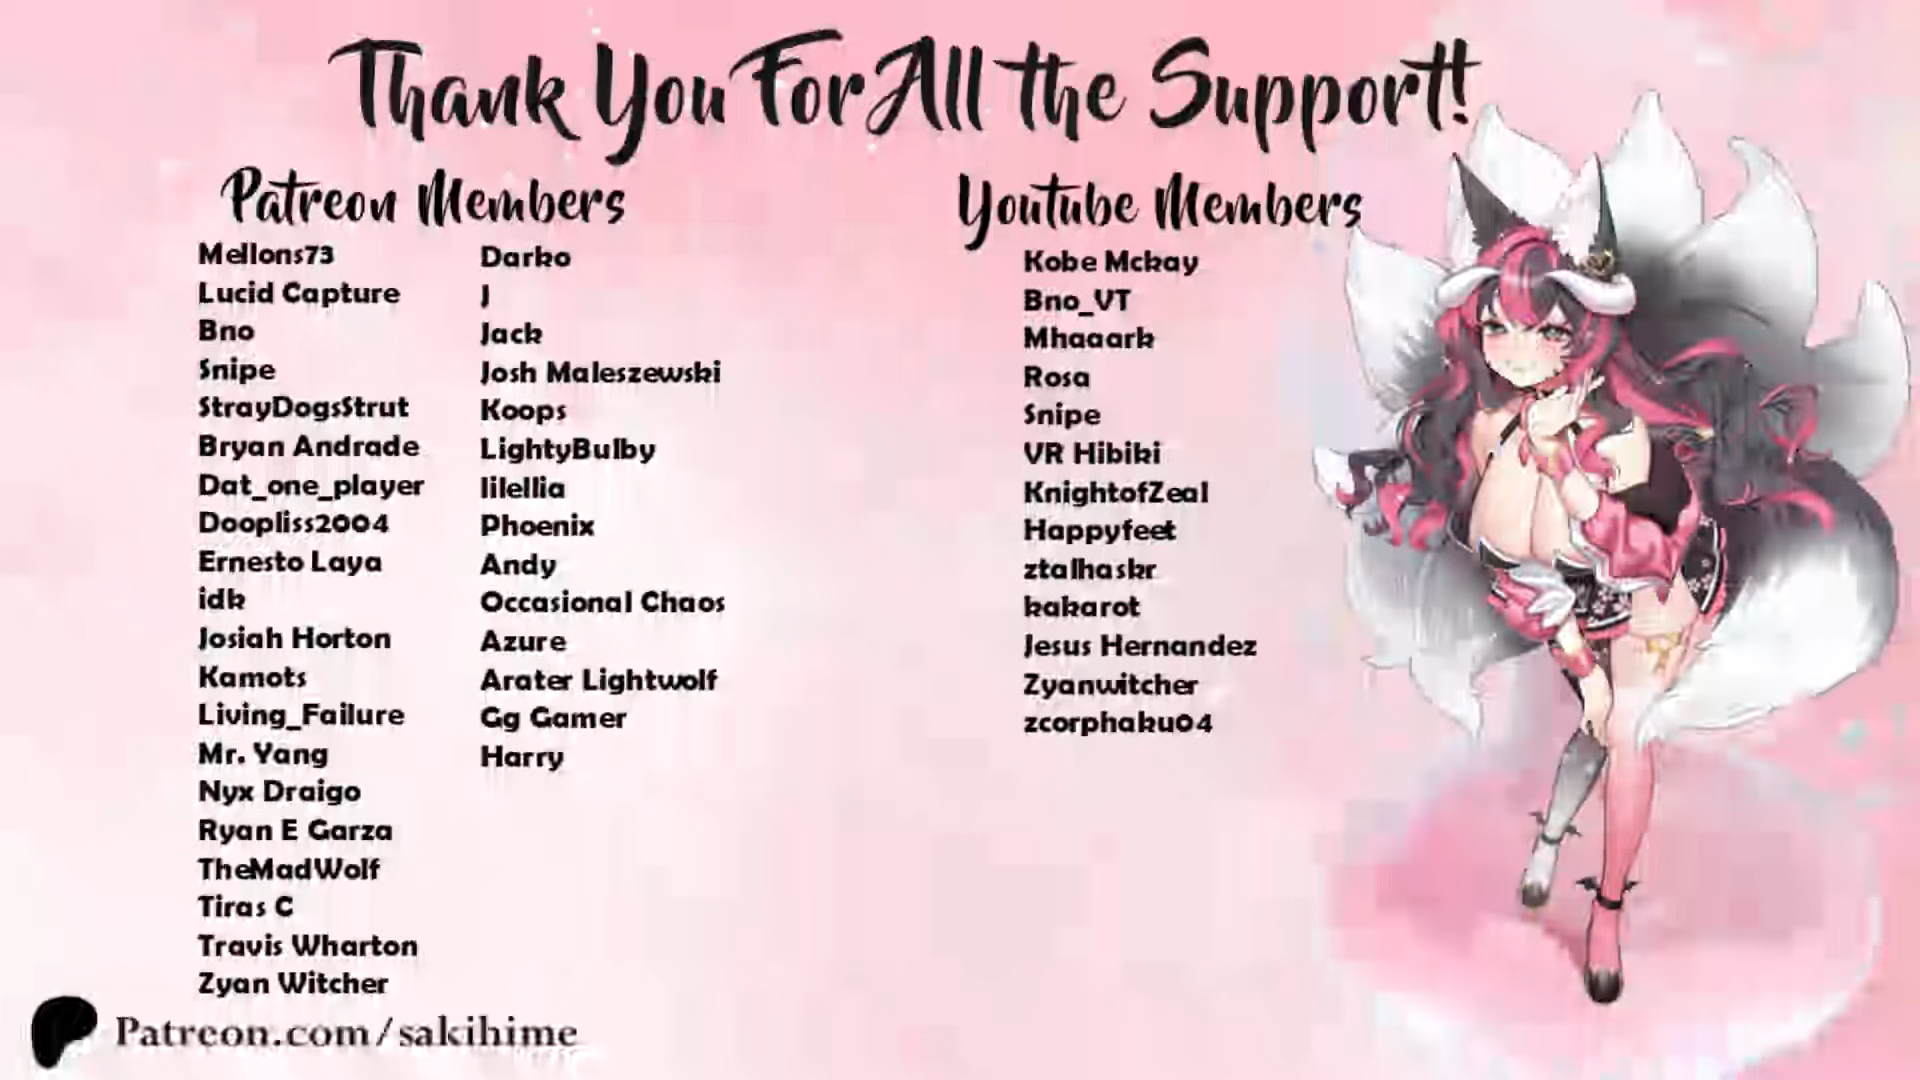 Thank You For All the Support!
Patreon Members
Mellons73
Lucid Capture
Bno
Snipe
StrayDogsStrut
Bryan Andrade
Dat_one_player
Doopliss2004
Ernesto Laya
idk
Josiah Horton
Kamots
Living_Failure
Mr. Yang
Nyx Draigo
Ryan E Garza
TheMadWolf
Tiras C
Travis Wharton
Zyan Witcher
Darko
J
Jack
Josh Maleszewski
Koops
LightyBulby
lilellia
Phoenix
Andy
Occasional Chaos
Azure
Arater Lightwolf
Gg Gamer
Harry
Youtube Members
Kobe Mckay
Bno_VT
Mhaaark
Rosa
Snipe
VR Hibiki
KnightofZeal
Happyfeet
ztalhaskr
kakarot
Jesus Hernandez
Zyanwitcher
zcorphaku04
Patreon.com/sakihime